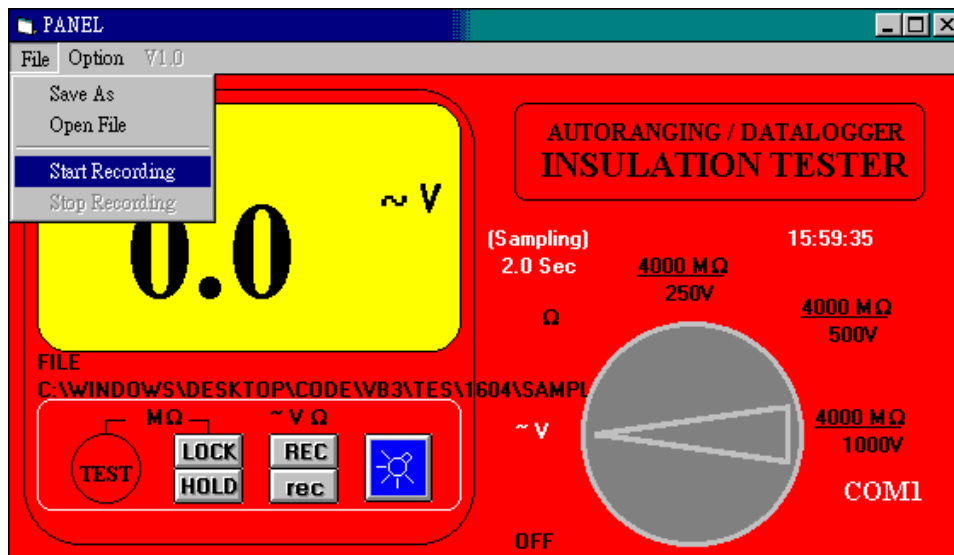 PANEL
File Option V1.0
Save As
Open File
Start Recording
Stop Recording
~ V
0.0
AUTORANGING / DATALOGGER
INSULATION TESTER
(Sampling)
2.0 Sec
15:59:35
4000 MΩ
250V
4000 MΩ
500V
4000 MΩ
1000V
Ω
~ V
OFF
COM1
FILE
C:\WINDOWS\DESKTOP\CODE\VB3\TES\1604\SAMPL
MΩ
~ V Ω
TEST
LOCK
HOLD
REC
rec